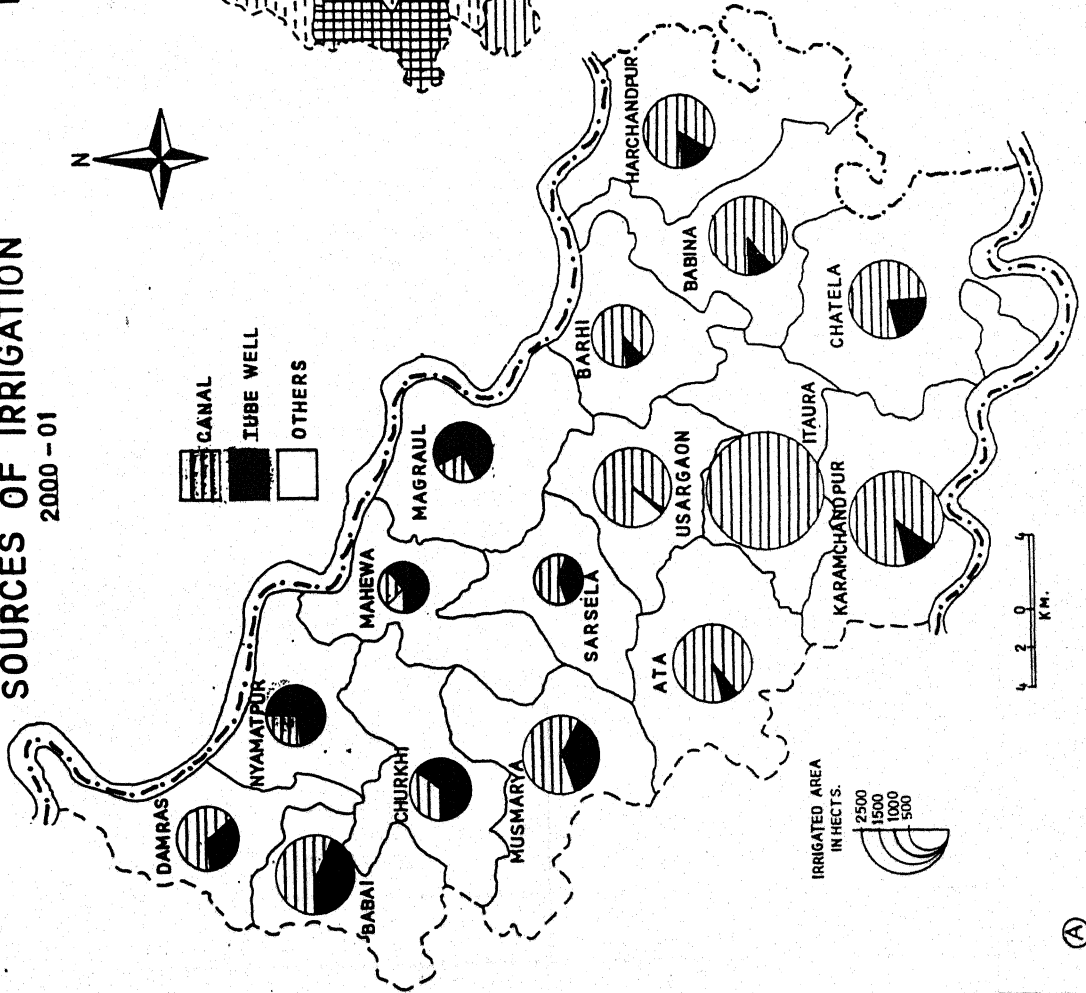 SOURCES OF IRRIGATION
2000-01
N
CANAL
TUBE WELL
OTHERS
DAMRAS
BABAI
NYAMATPUR
CHURKHI
MUSMARYA
MAHEWA
MAGRAUL
SARSELA
ATA
USARGAON
BARHI
ITAURA
KARAMCHANDPUR
BABINA
HARCHANDPUR
CHATELA
IRRIGATED AREA
IN HECTS.
2500
1500
1000
500
4 2 0 4
KM.
A